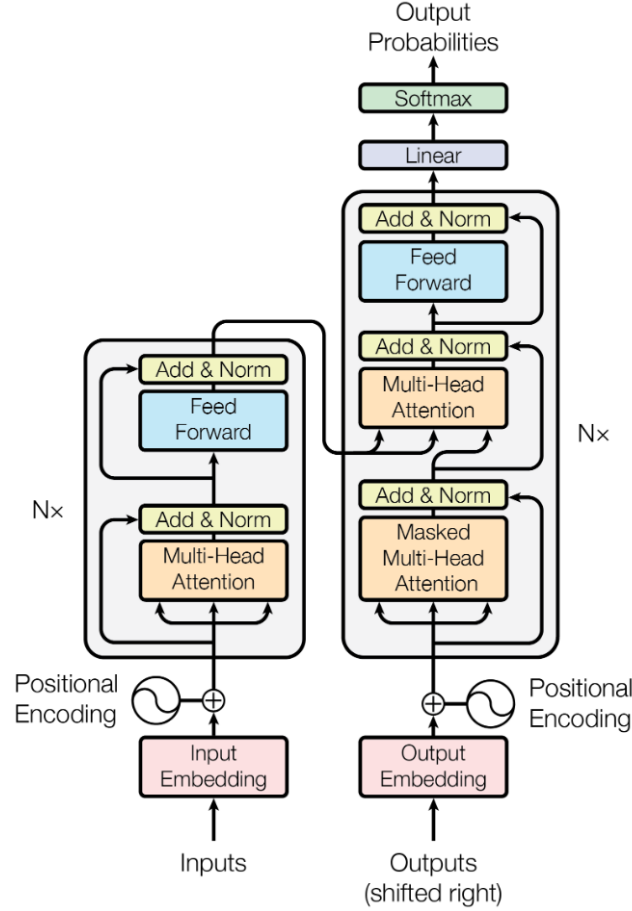 Output
Probabilities
Softmax
Linear
Add & Norm
Feed
Forward
Add & Norm
Multi-Head
Attention
Add & Norm
Masked
Multi-Head
Attention
N×
Add & Norm
Feed
Forward
Add & Norm
Multi-Head
Attention
N×
Positional
Encoding
Input
Embedding
Inputs
Positional
Encoding
Output
Embedding
Outputs
(shifted right)